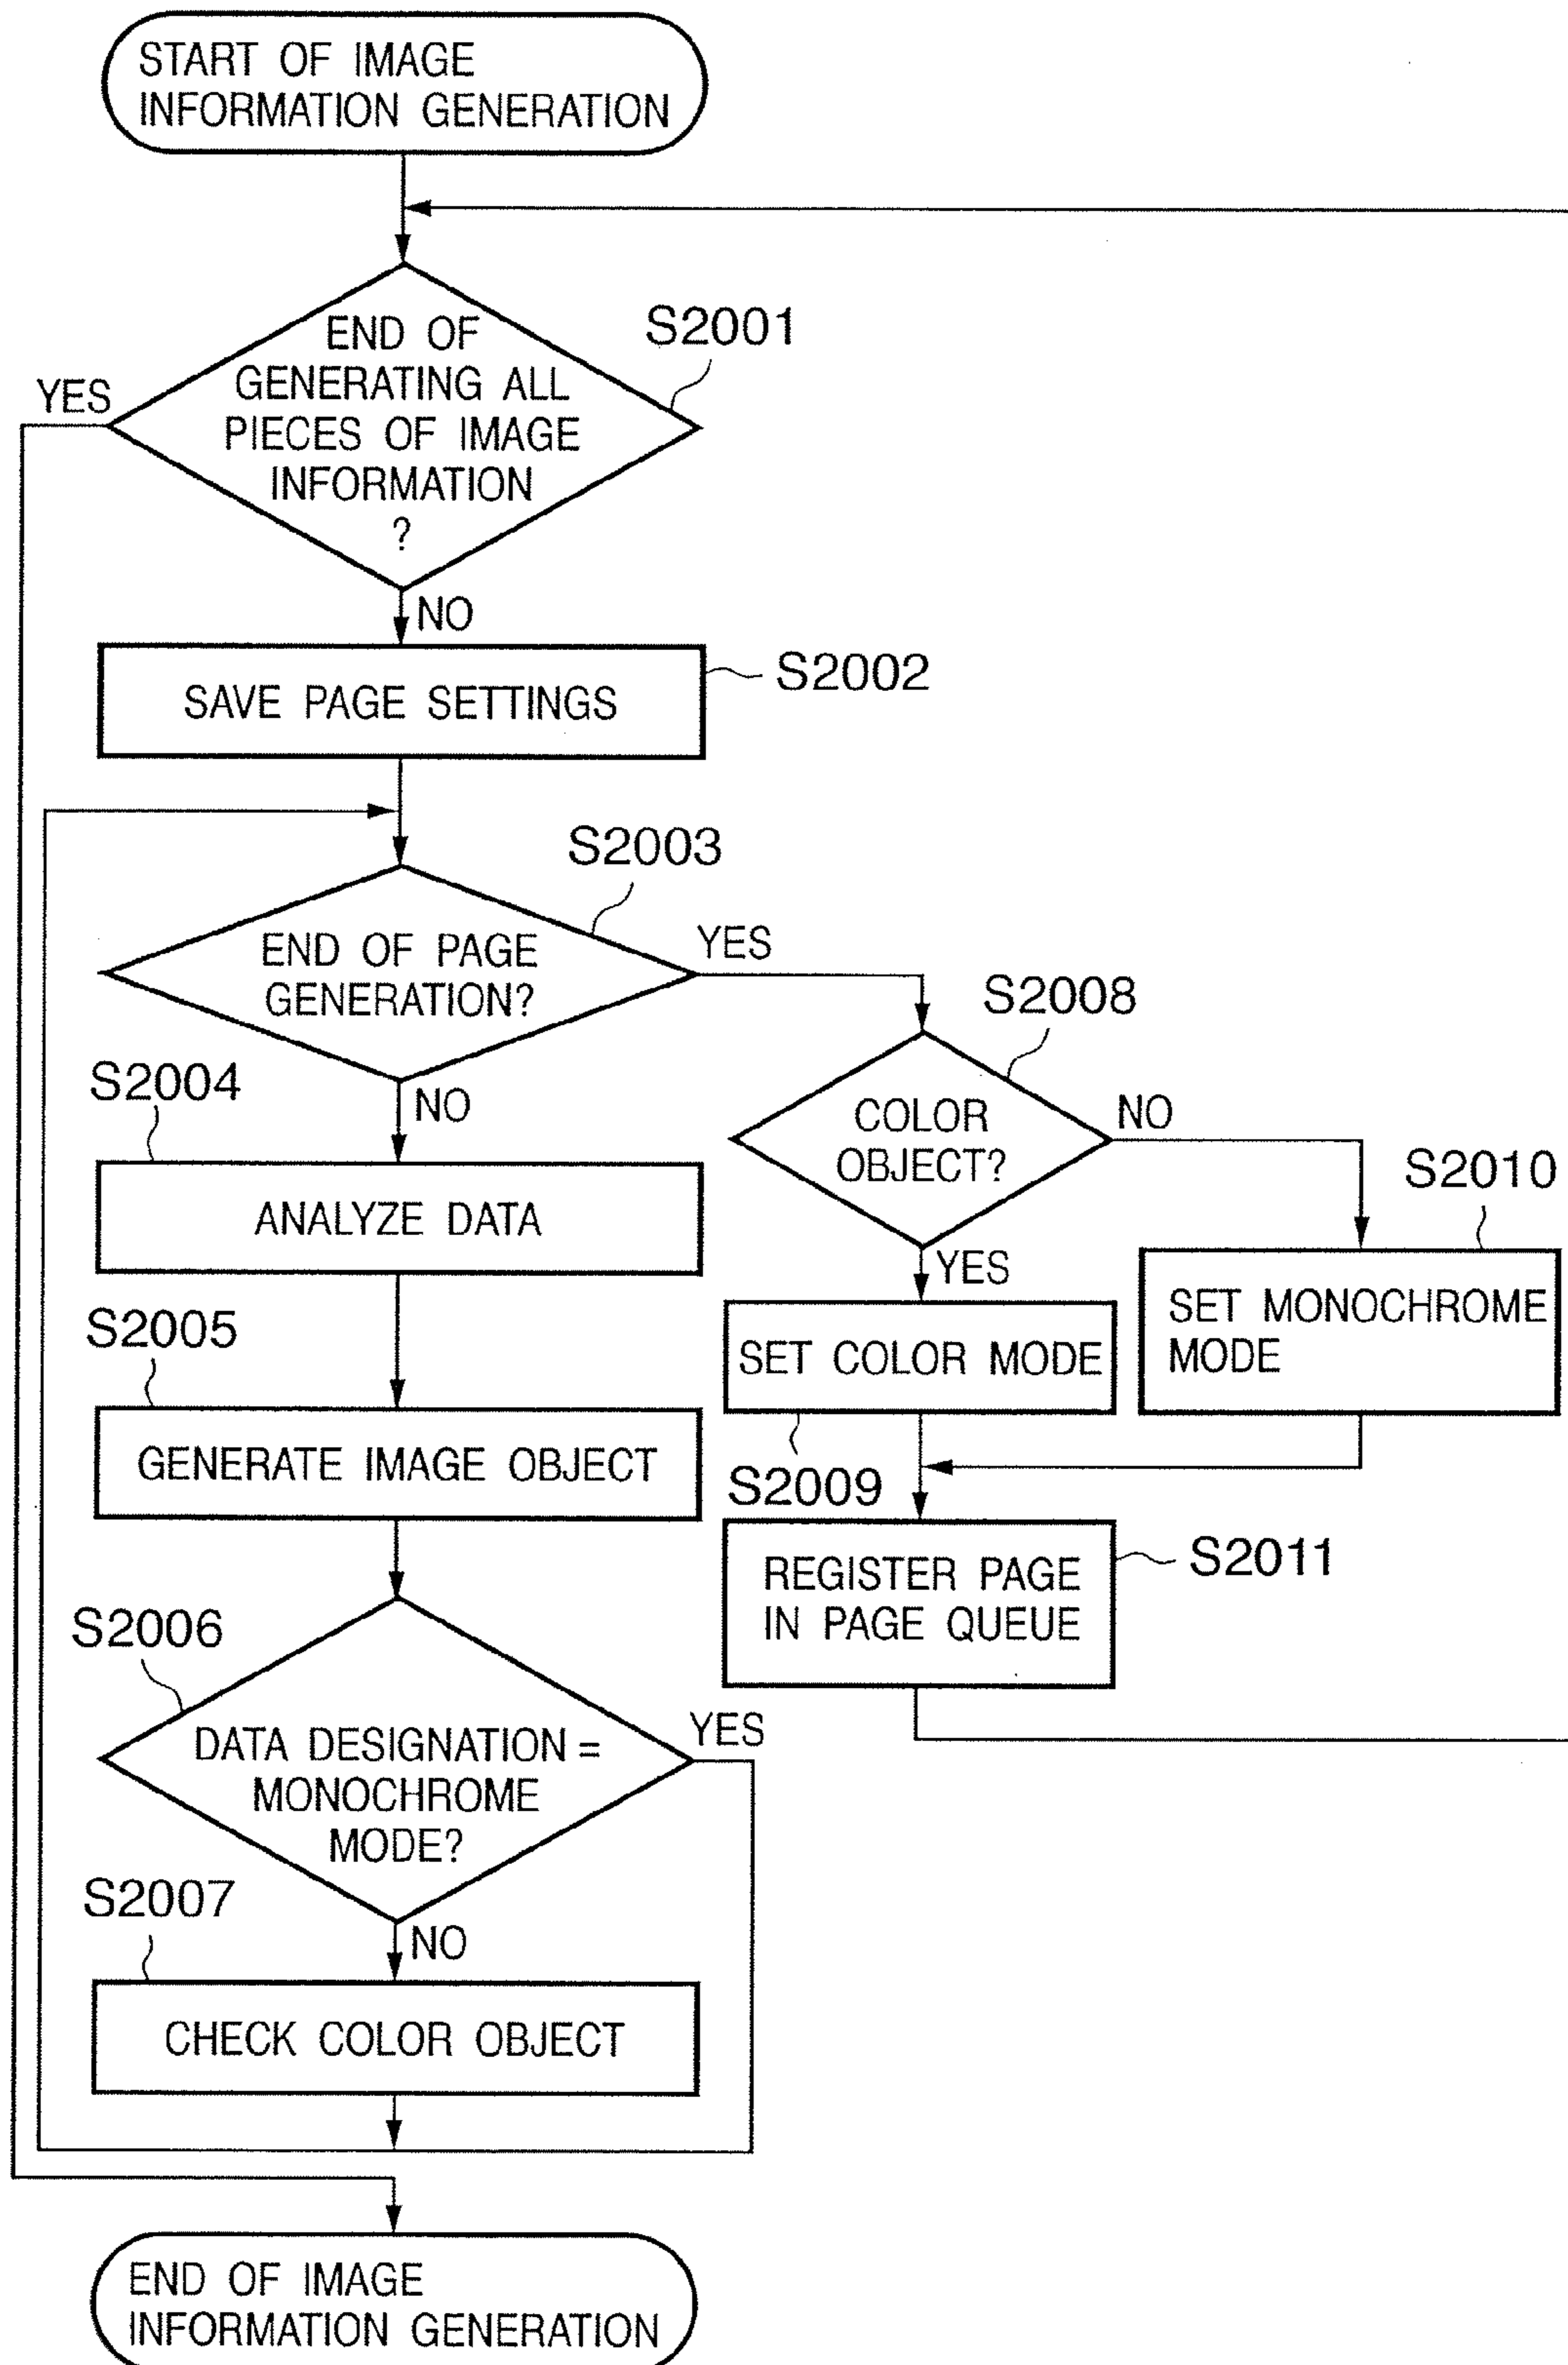 START OF IMAGE
INFORMATION GENERATION
S2001
END OF
GENERATING ALL
PIECES OF IMAGE
INFORMATION
?
YES
NO
S2002
SAVE PAGE SETTINGS
S2003
END OF PAGE
GENERATION?
YES
NO
S2004
ANALYZE DATA
S2005
GENERATE IMAGE OBJECT
S2006
DATA DESIGNATION =
MONOCHROME
MODE?
YES
NO
S2007
CHECK COLOR OBJECT
S2008
COLOR
OBJECT?
NO
YES
S2010
SET MONOCHROME
MODE
SET COLOR MODE
S2009
REGISTER PAGE
IN PAGE QUEUE
S2011
END OF IMAGE
INFORMATION GENERATION